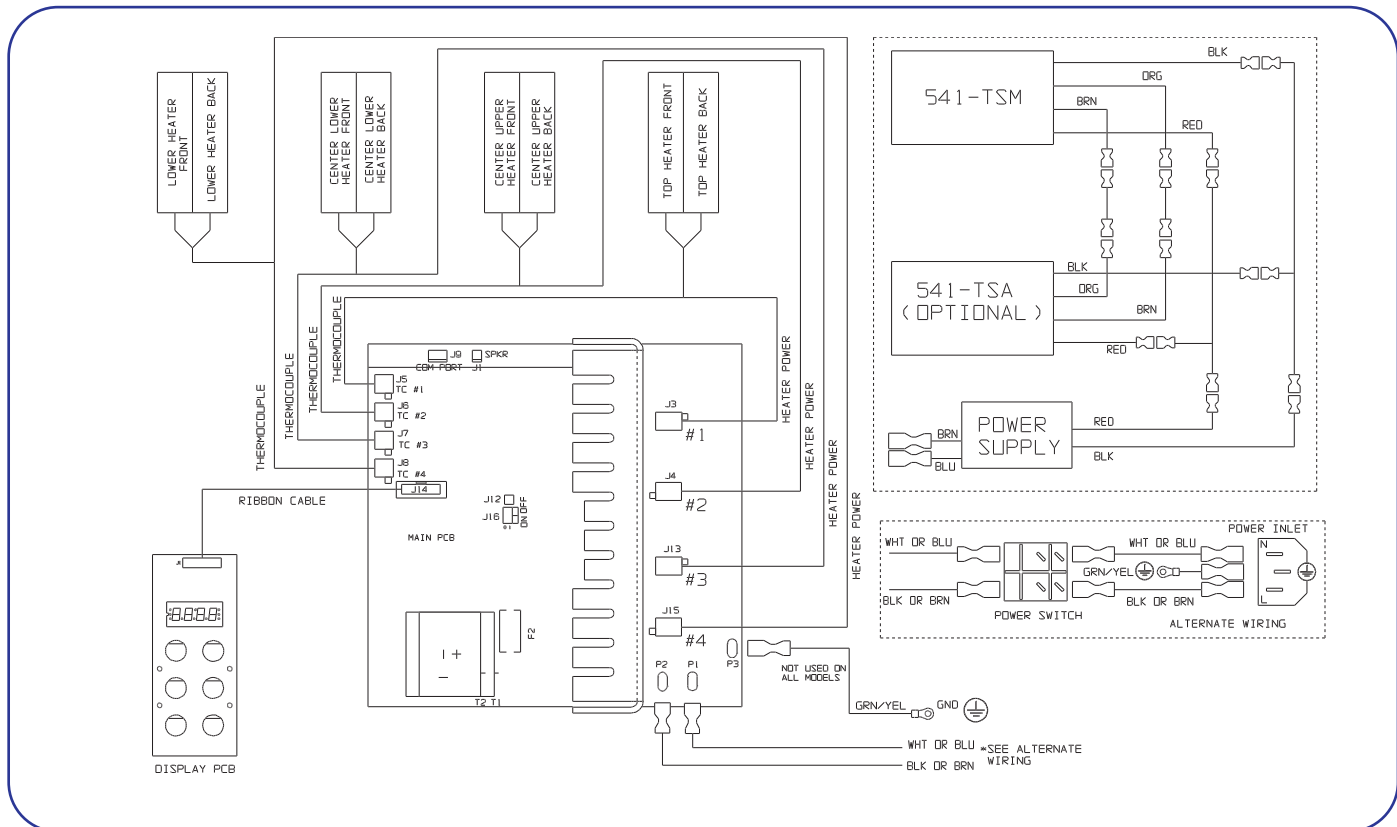 LOWER HEATER
FRONT
LOWER HEATER BACK
CENTER LOWER
HEATER FRONT
CENTER LOWER
HEATER BACK
CENTER UPPER
HEATER FRONT
CENTER UPPER
HEATER BACK
TOP HEATER FRONT
TOP HEATER BACK
THERMOCOUPLE
THERMOCOUPLE
THERMOCOUPLE
THERMOCOUPLE
J9
SPKR
COM PORT
J1
J5
TC #1
J6
TC #2
J7
TC #3
J8
TC #4
J14
RIBBON CABLE
J12
J16
ON OFF
MAIN PCB
F2
T2 T1
J3
#1
J4
#2
J13
#3
J15
#4
P2
P1
P3
HEATER POWER
HEATER POWER
HEATER POWER
HEATER POWER
NOT USED ON
ALL MODELS
GRN/YEL
GND
WHT OR BLU
BLK OR BRN
*SEE ALTERNATE
WIRING
DISPLAY PCB
541-TSM
BLK
ORG
BRN
RED
541-TSA
(OPTIONAL)
BLK
ORG
BRN
RED
POWER
SUPPLY
BRN
BLU
RED
BLK
POWER INLET
WHT OR BLU
WHT OR BLU
N
GRN/YEL
BLK OR BRN
BLK OR BRN
L
POWER SWITCH
ALTERNATE WIRING